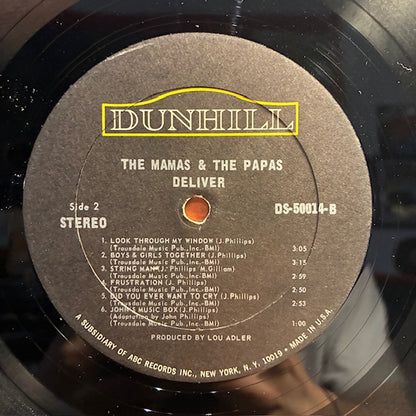 DUNHILL
THE MAMAS & THE PAPAS
DELIVER
Side 2
STEREO
DS-50014-B
1. LOOK THROUGH MY WINDOW (J. Phillips)
(Trousdale Music Pub., Inc.-BMI) 3:05
2. BOYS & GIRLS TOGETHER (J. Phillips)
(Trousdale Music Pub., Inc.-BMI) 3:15
3. STRING MAN (J. Phillips M. Gilliam)
(Trousdale Music Pub., Inc.-BMI) 2:59
4. FRUSTRATION (J. Phillips)
(Trousdale Music Pub., Inc.-BMI) 2:50
5. DID YOU EVER WANT TO CRY (J. Phillips)
(Trousdale Music Pub., Inc.-BMI) 2:53
6. JOHN'S MUSIC BOX (J. Phillips)
(Adaptation by John Phillips)
(Trousdale Music Pub., Inc.-BMI) 1:00
PRODUCED BY LOU ADLER
A SUBSIDIARY OF ABC RECORDS INC., NEW YORK, N.Y. 10019 • MADE IN U.S.A.